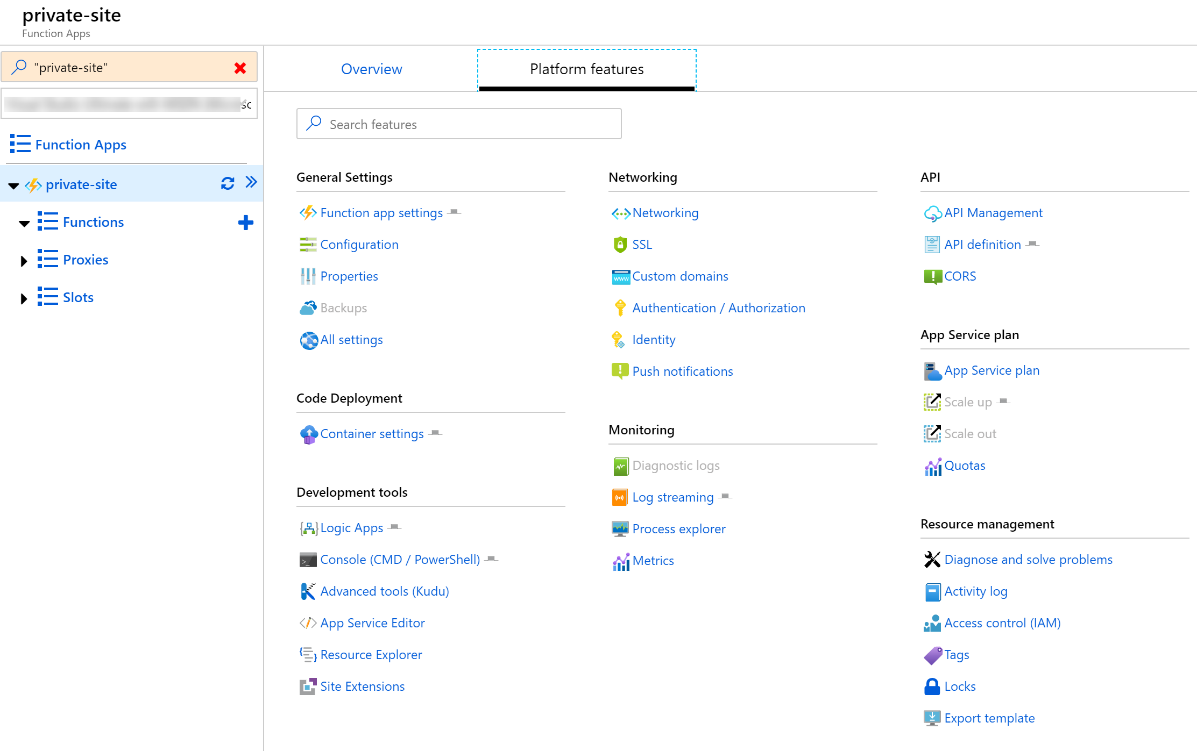 private-site
Function Apps
"private-site"
Function Apps
private-site
Functions
Proxies
Slots
Overview
Platform features
Search features
General Settings
Function app settings
Configuration
Properties
Backups
All settings
Code Deployment
Container settings
Development tools
Logic Apps
Console (CMD / PowerShell)
Advanced tools (Kudu)
App Service Editor
Resource Explorer
Site Extensions
Networking
Networking
SSL
Custom domains
Authentication / Authorization
Identity
Push notifications
Monitoring
Diagnostic logs
Log streaming
Process explorer
Metrics
API
API Management
API definition
CORS
App Service plan
App Service plan
Scale up
Scale out
Quotas
Resource management
Diagnose and solve problems
Activity log
Access control (IAM)
Tags
Locks
Export template